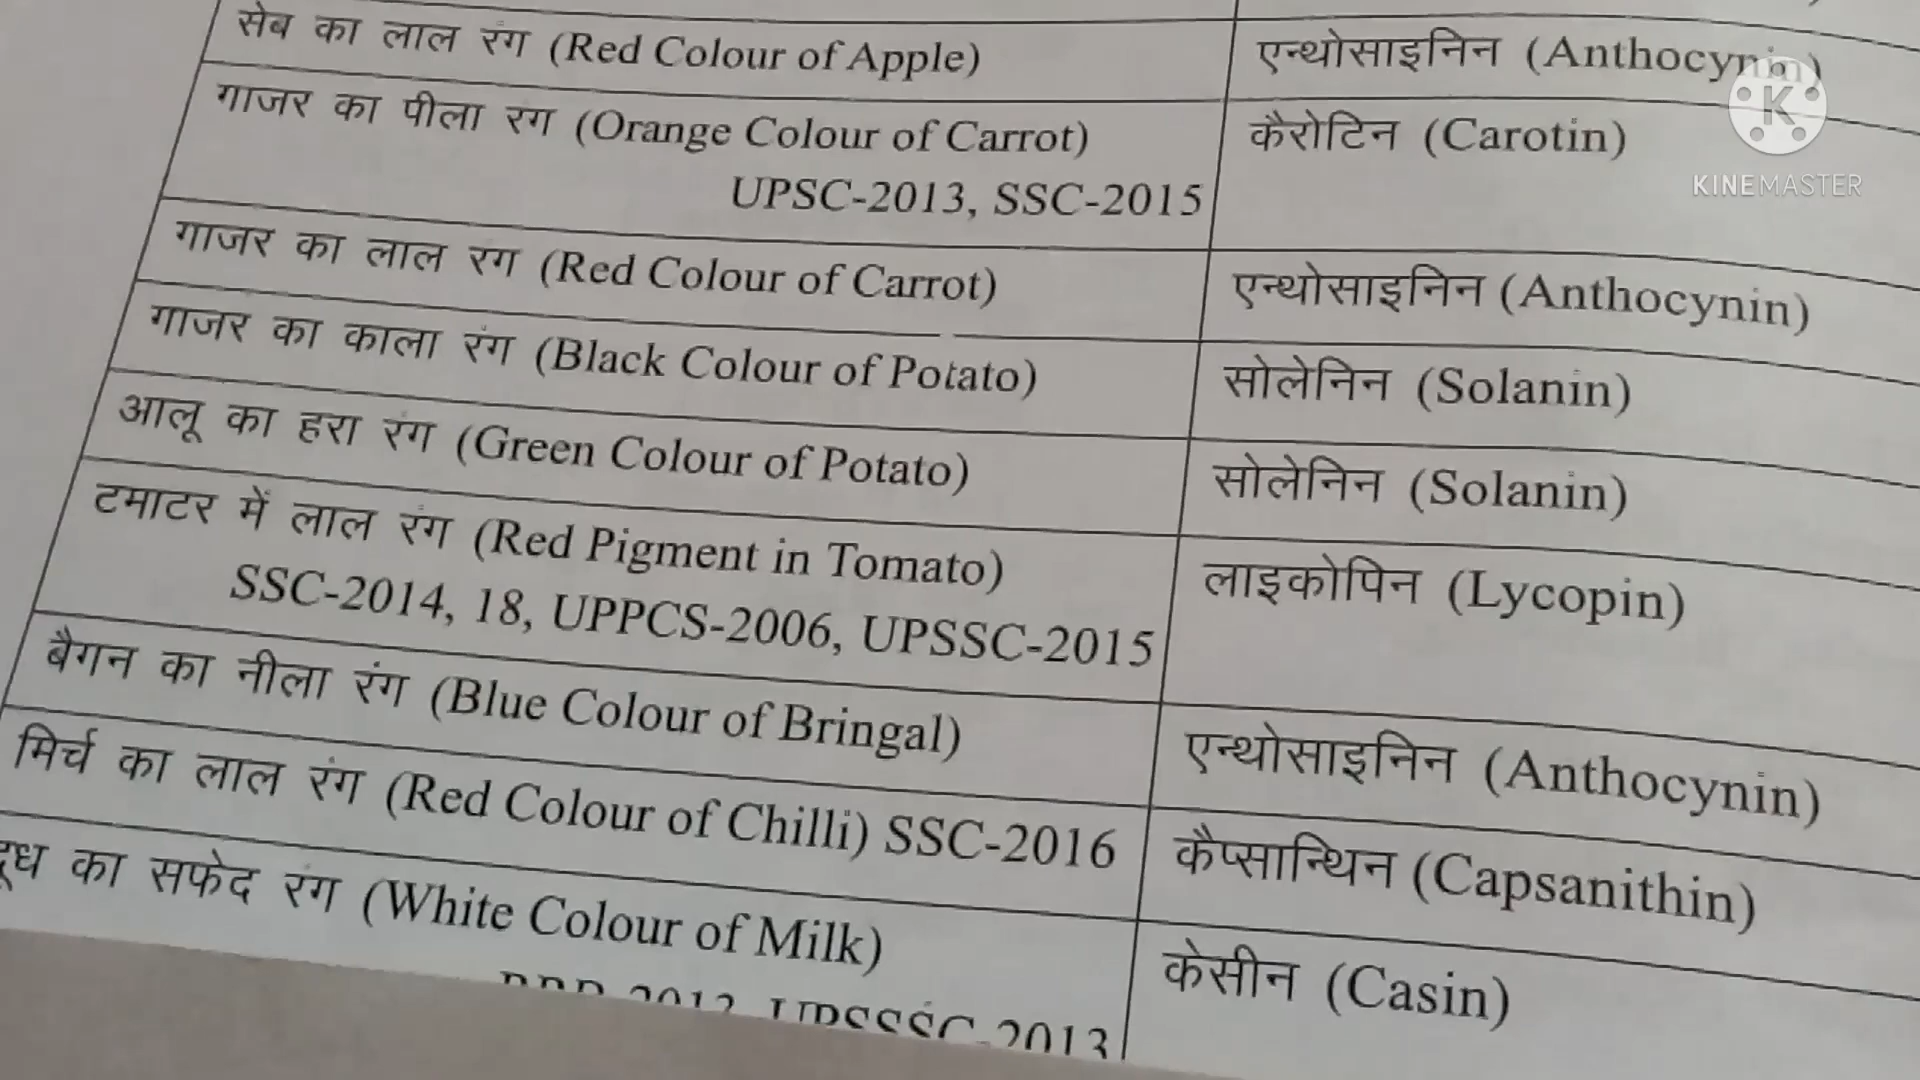 सेब का लाल रंग (Red Colour of Apple)
एन्थोसाइनिन (Anthocynin)
गाजर का पीला रंग (Orange Colour of Carrot)
UPSC-2013, SSC-2015
कैरोटिन (Carotin)
गाजर का लाल रंग (Red Colour of Carrot)
एन्थोसाइनिन (Anthocynin)
गाजर का काला रंग (Black Colour of Potato)
सोलेनिन (Solanin)
आलू का हरा रंग (Green Colour of Potato)
सोलेनिन (Solanin)
टमाटर में लाल रंग (Red Pigment in Tomato)
SSC-2014, 18, UPPCS-2006, UPSSC-2015
लाइकोपिन (Lycopin)
बैगन का नीला रंग (Blue Colour of Bringal)
एन्थोसाइनिन (Anthocynin)
मिर्च का लाल रंग (Red Colour of Chilli) SSC-2016
कैप्सान्थिन (Capsanithin)
दूध का सफेद रंग (White Colour of Milk)
UPSSSC-2013
केसीन (Casin)
K
KINEMASTER